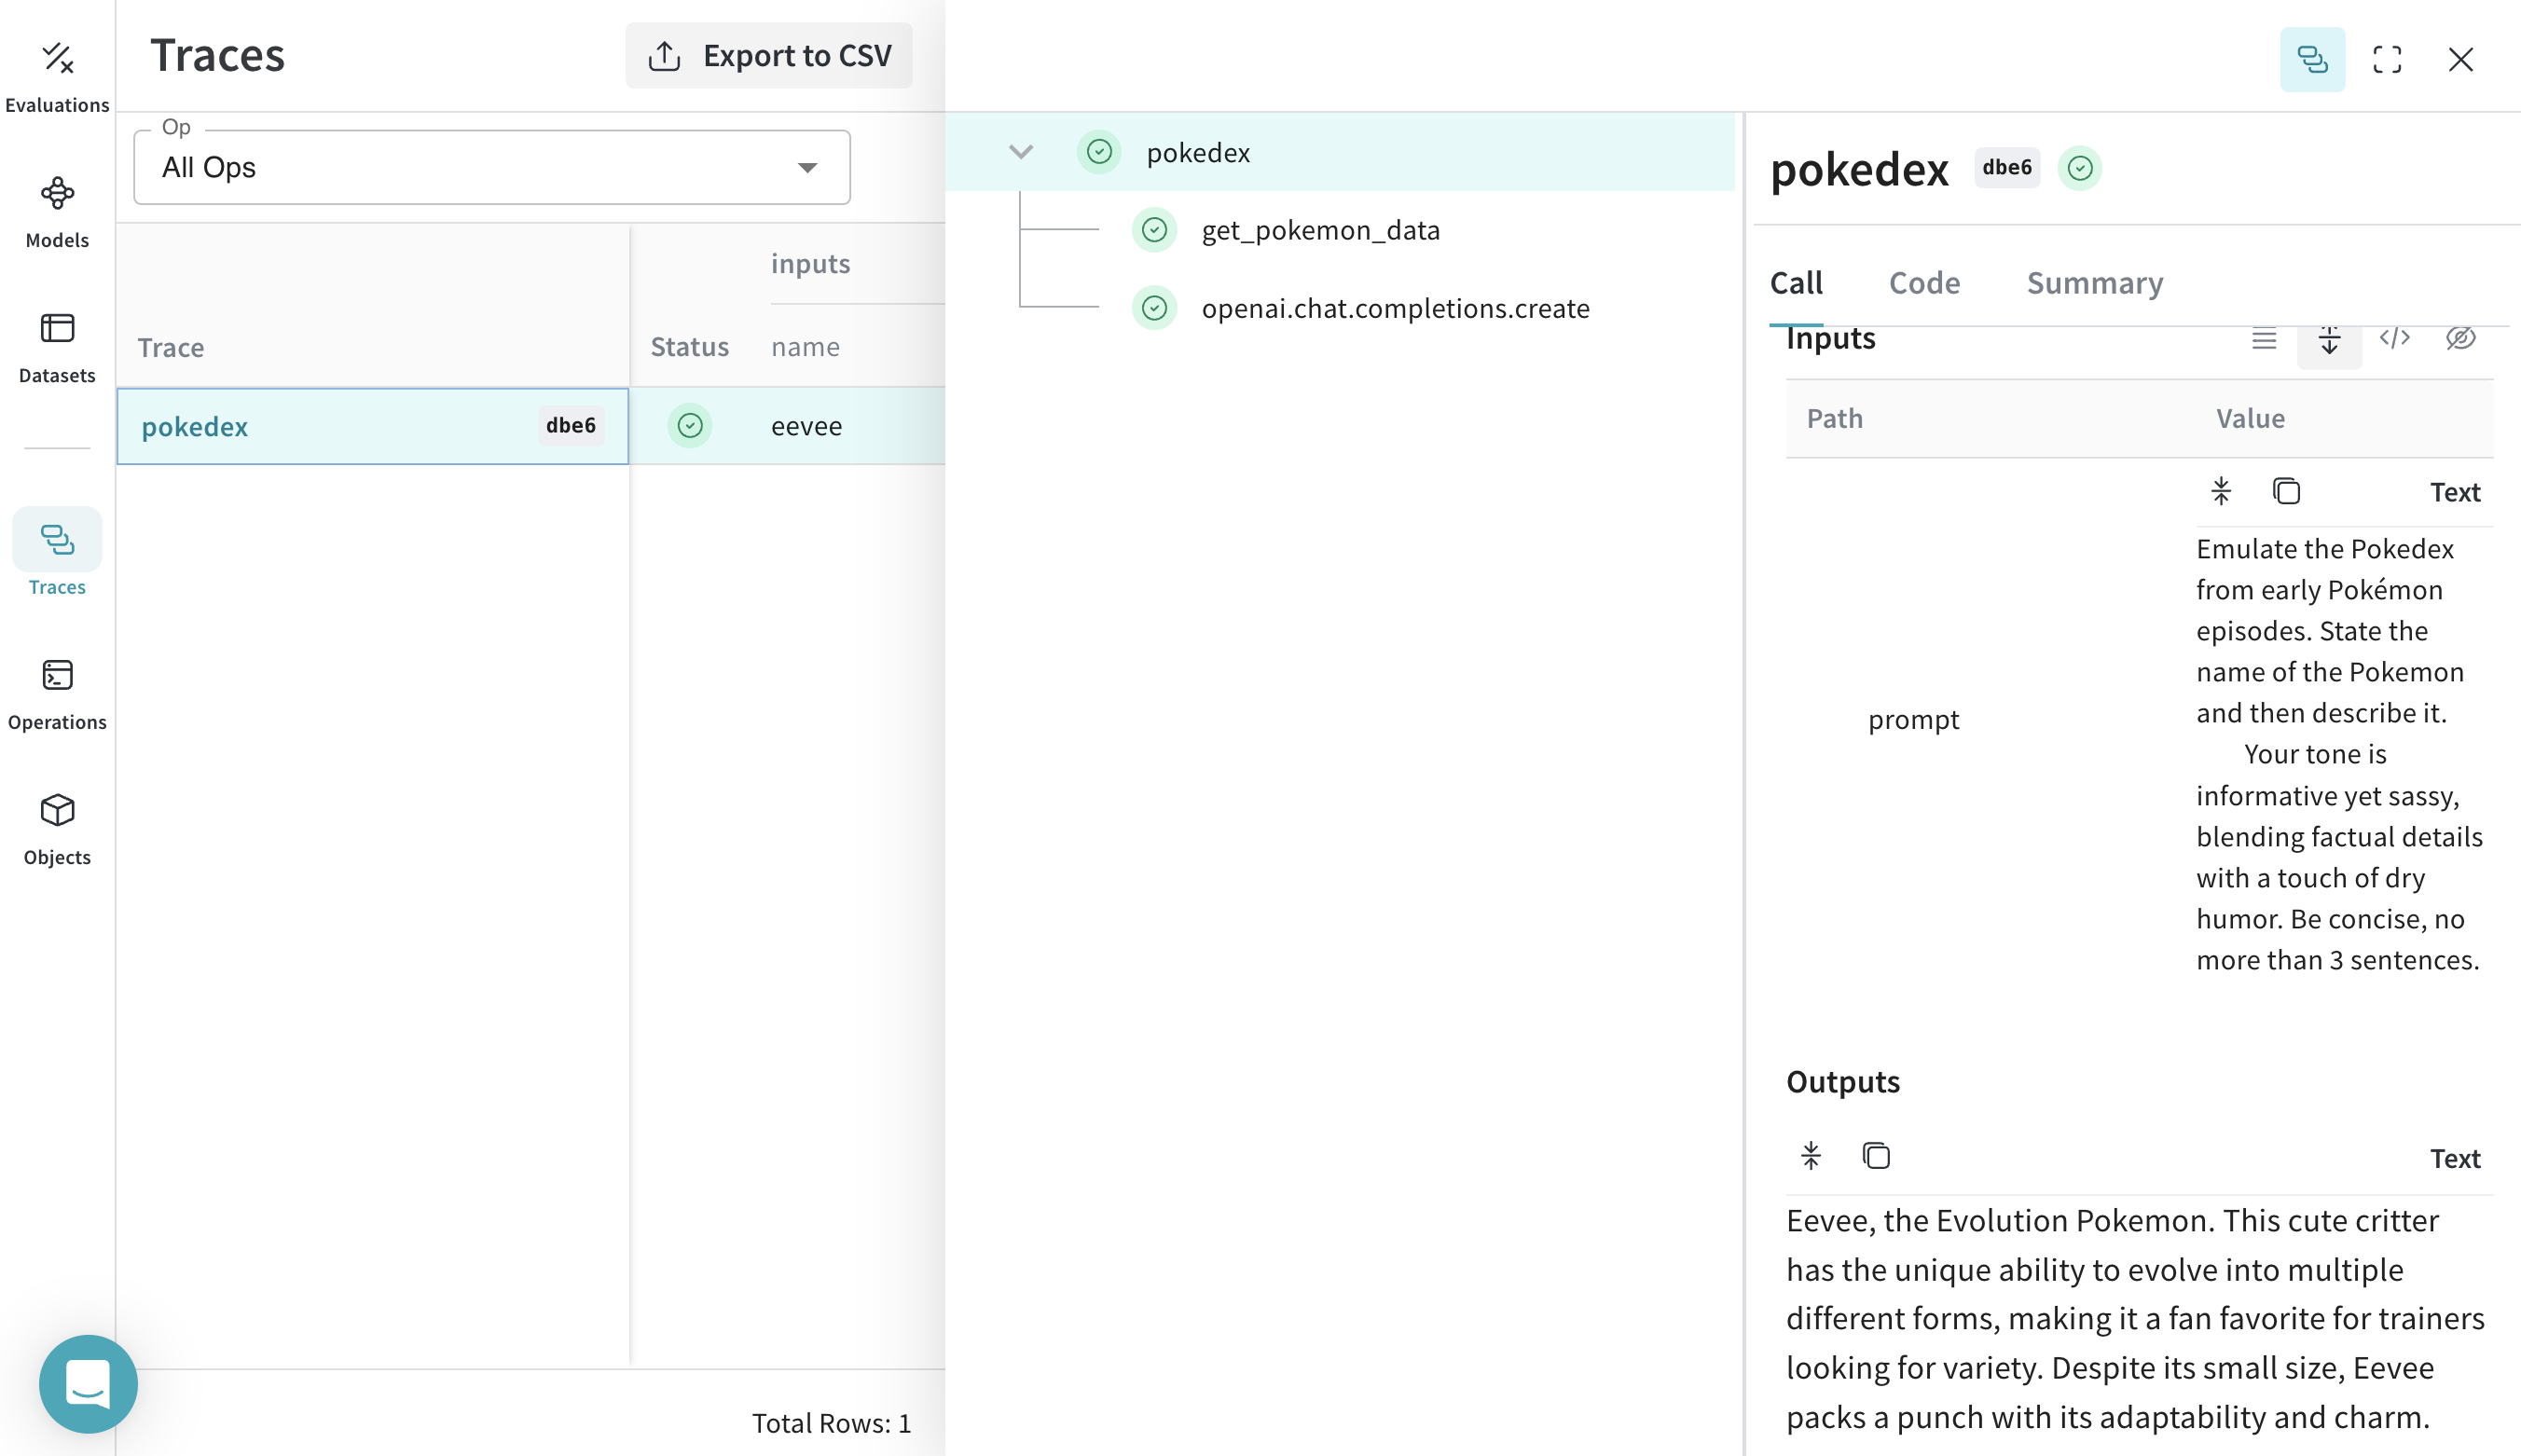 Evaluations
Models
Datasets
Traces
Operations
Objects
Traces
Export to CSV
Op
All Ops
inputs
Trace
Status
name
pokedex
dbe6
eevee
Total Rows: 1
pokedex
get_pokemon_data
openai.chat.completions.create
pokedex
dbe6
Call
Code
Summary
Inputs
Path
Value
prompt
Text
Emulate the Pokedex
from early Pokémon
episodes. State the
name of the Pokemon
and then describe it.
Your tone is
informative yet sassy,
blending factual details
with a touch of dry
humor. Be concise, no
more than 3 sentences.
Outputs
Text
Eevee, the Evolution Pokemon. This cute critter
has the unique ability to evolve into multiple
different forms, making it a fan favorite for trainers
looking for variety. Despite its small size, Eevee
packs a punch with its adaptability and charm.